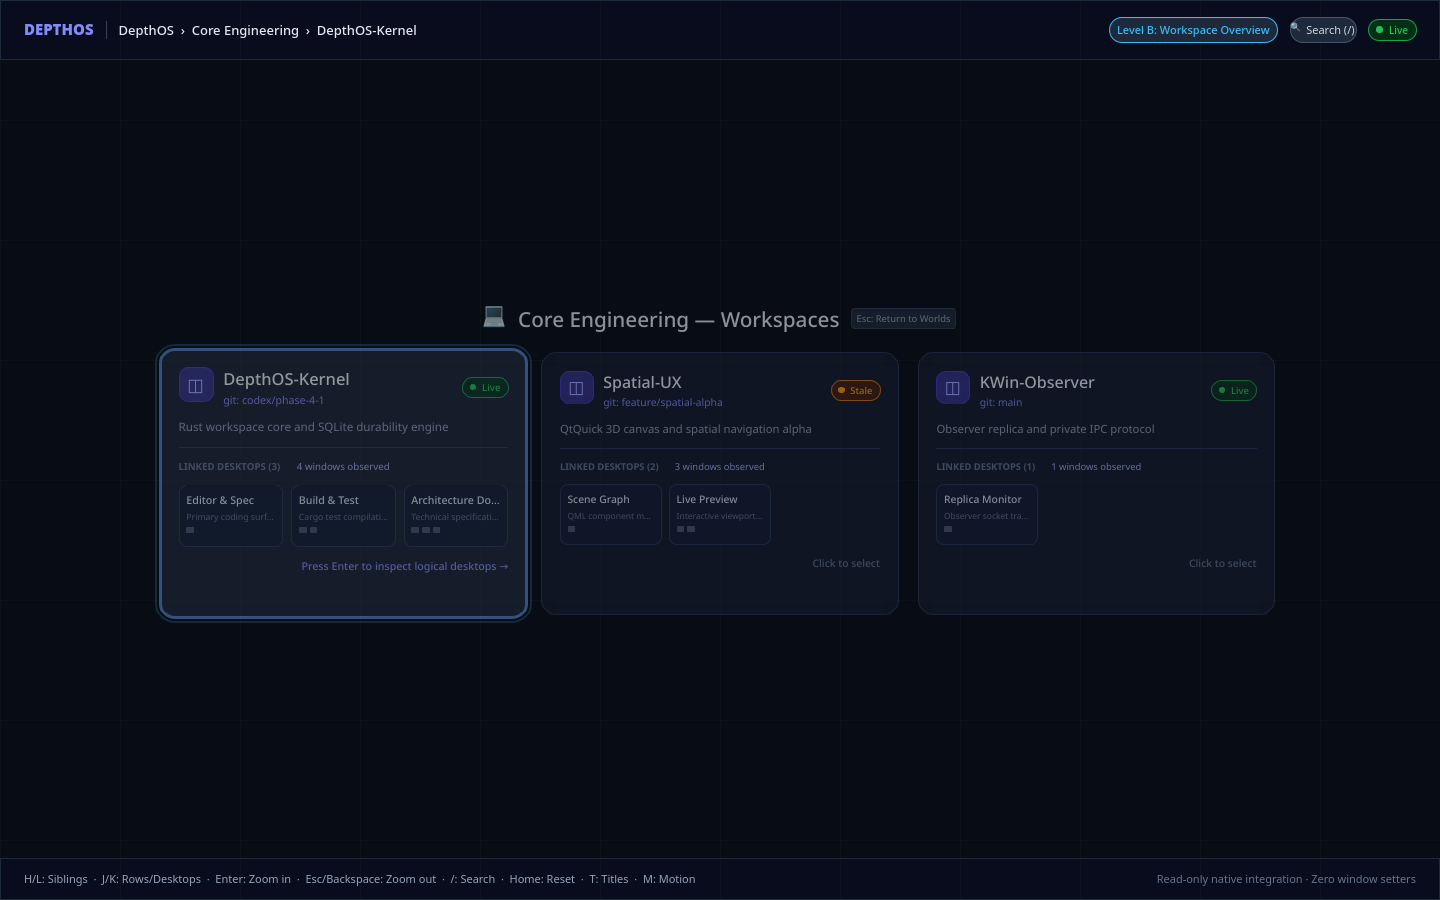 DEPTHOS
DepthOS › Core Engineering › DepthOS-Kernel
Level B: Workspace Overview
Search (/)
Live
Core Engineering — Workspaces
Esc: Return to Worlds
DepthOS-Kernel
git: codex/phase-4-1
Live
Rust workspace core and SQLite durability engine
LINKED DESKTOPS (3) 4 windows observed
Editor & Spec
Primary coding surf...
Build & Test
Cargo test compilati...
Architecture Do...
Technical specificati...
Press Enter to inspect logical desktops →
Spatial-UX
git: feature/spatial-alpha
Stale
QtQuick 3D canvas and spatial navigation alpha
LINKED DESKTOPS (2) 3 windows observed
Scene Graph
QML component m...
Live Preview
Interactive viewport...
Click to select
KWin-Observer
git: main
Live
Observer replica and private IPC protocol
LINKED DESKTOPS (1) 1 windows observed
Replica Monitor
Observer socket tra...
Click to select
H/L: Siblings · J/K: Rows/Desktops · Enter: Zoom in · Esc/Backspace: Zoom out · /: Search · Home: Reset · T: Titles · M: Motion
Read-only native integration · Zero window setters